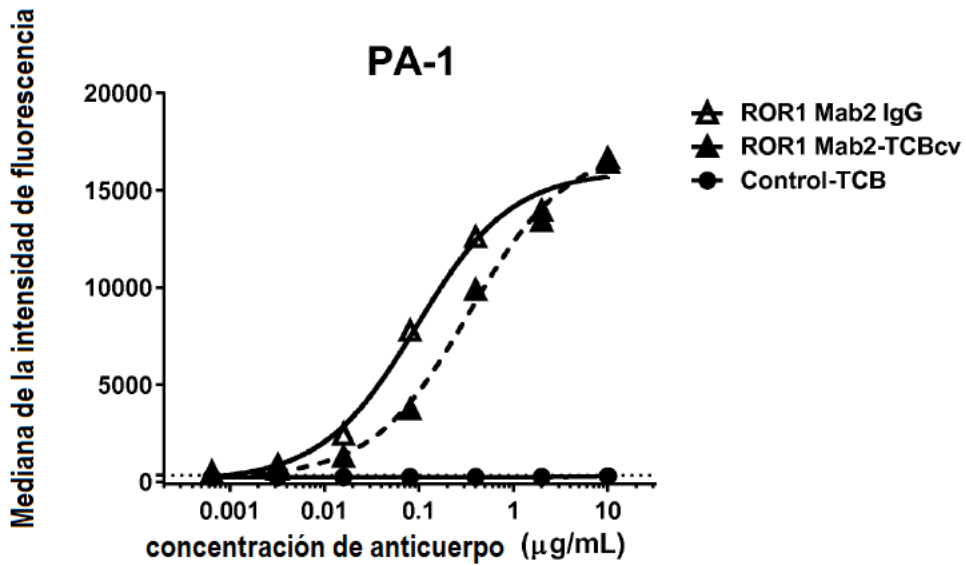 PA-1
Mediana de la intensidad de fluorescencia
20000
15000
10000
5000
0
0.001 0.01 0.1 1 10
concentración de anticuerpo (μg/mL)
ROR1 Mab2 IgG
ROR1 Mab2-TCBcv
Control-TCB